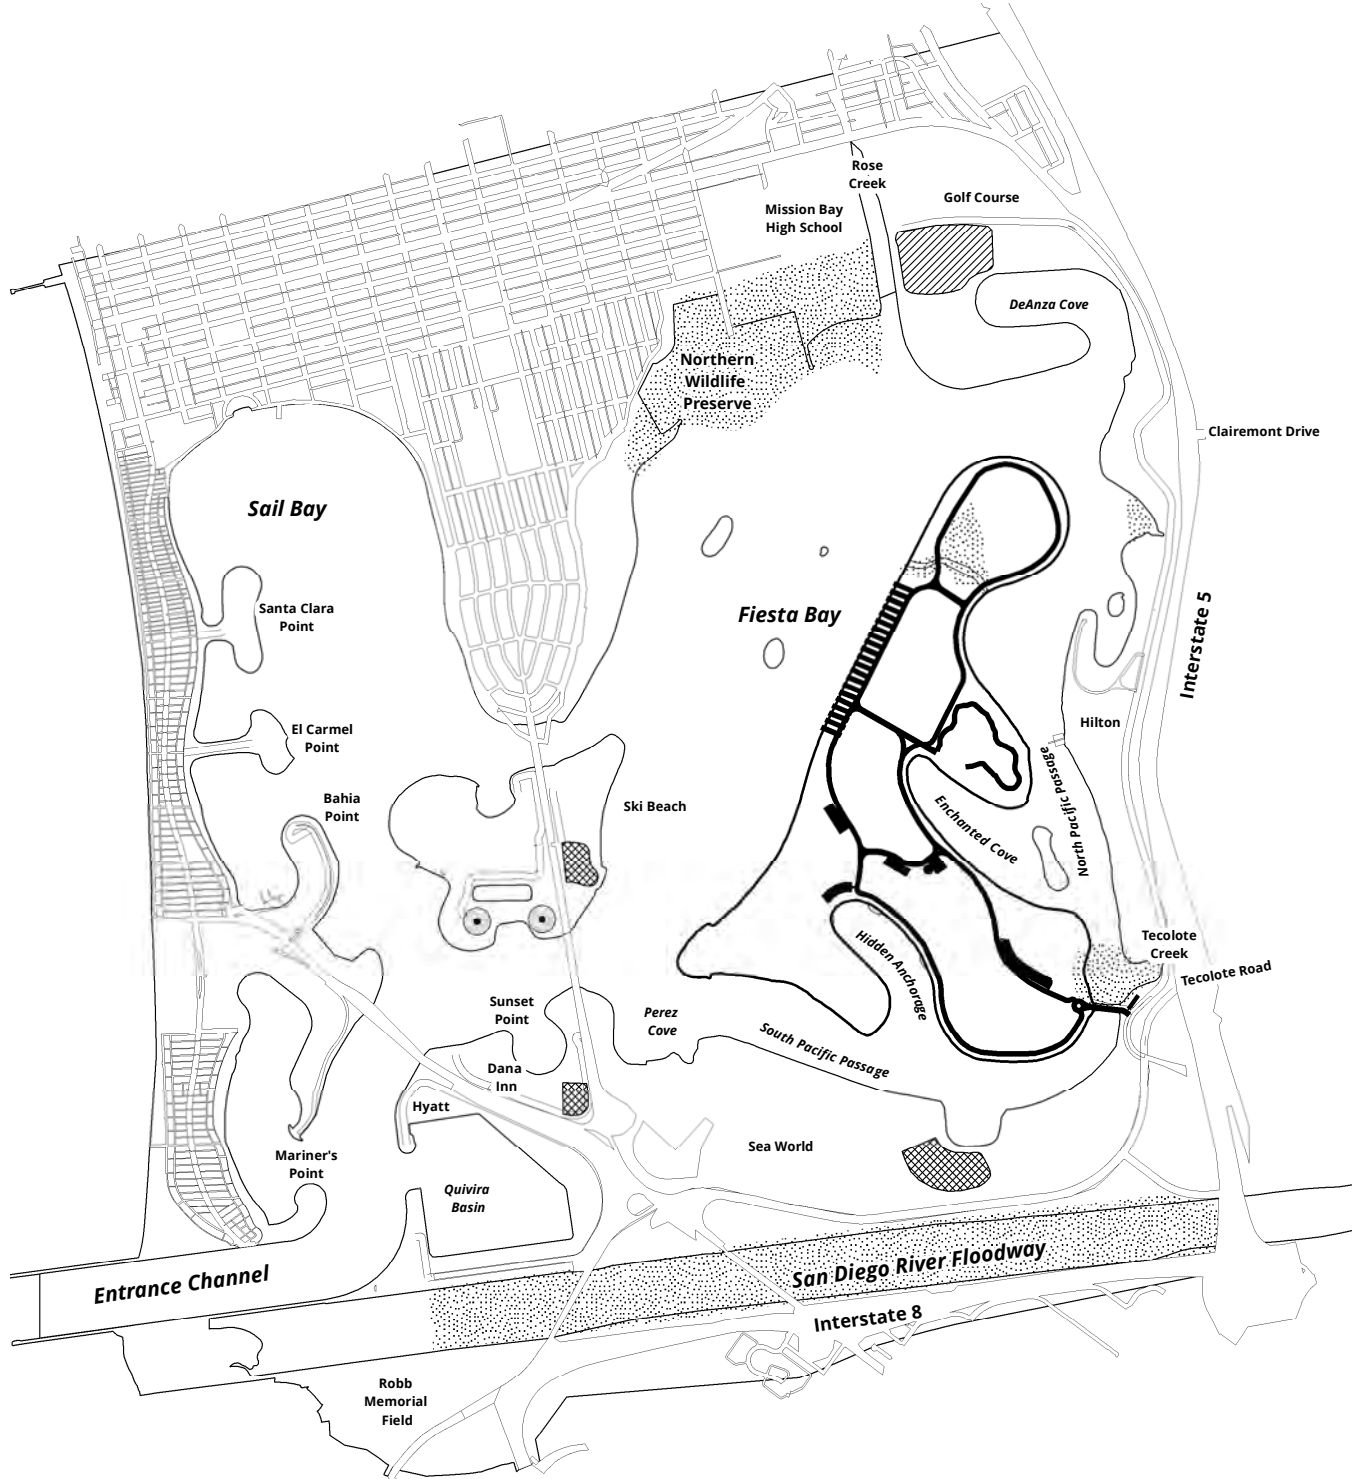 Rose
Creek
Golf Course
Mission Bay
High School
DeAnza Cove
Northern
Wildlife
Preserve
Clairemont Drive
Sail Bay
Santa Clara
Point
Fiesta Bay
Interstate 5
El Carmel
Point
Hilton
Bahia
Point
Ski Beach
North Pacific Passage
Enchanted Cove
Hidden Anchorage
Tecolote
Creek
Tecolote Road
Sunset
Point
Perez
Cove
South Pacific Passage
Dana
Inn
Hyatt
Sea World
Mariner's
Point
Quivira
Basin
Entrance Channel
San Diego River Floodway
Interstate 8
Robb
Memorial
Field